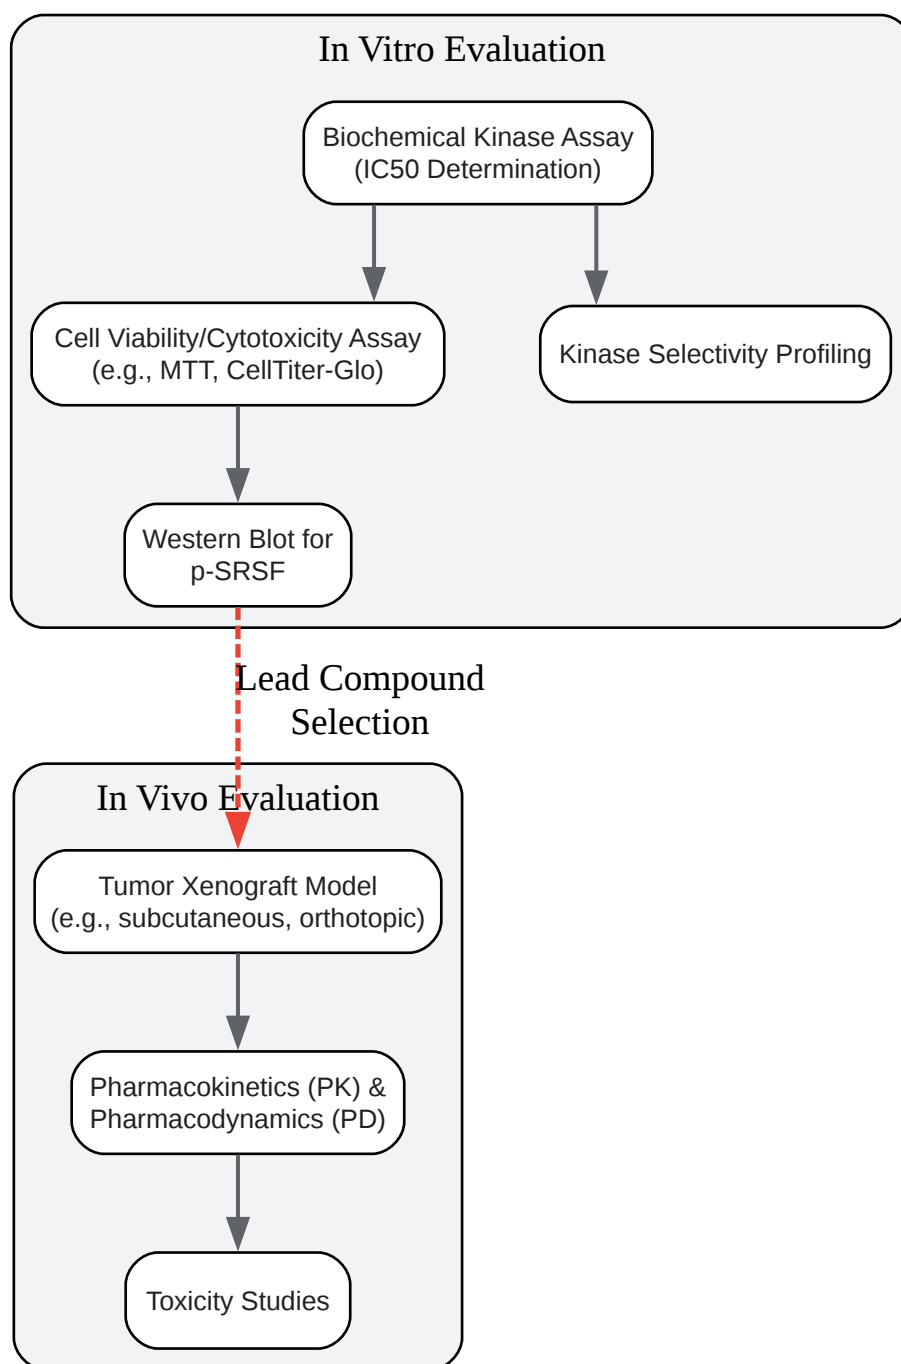 In Vitro Evaluation
Biochemical Kinase Assay
(IC50 Determination)
Cell Viability/Cytotoxicity Assay
(e.g., MTT, CellTiter-Glo)
Kinase Selectivity Profiling
Western Blot for
p-SRSF
Lead Compound
Selection
In Vivo Evaluation
Tumor Xenograft Model
(e.g., subcutaneous, orthotopic)
Pharmacokinetics (PK) &
Pharmacodynamics (PD)
Toxicity Studies